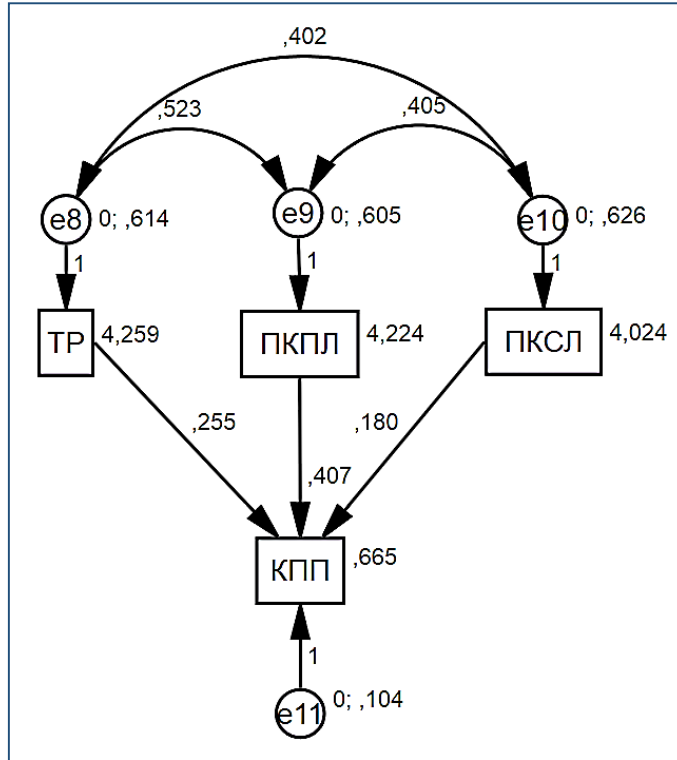 ,402
,523
,405
e8
0; ,614
e9
0; ,605
e10
0; ,626
1
1
1
ТР
4,259
ПКПЛ
4,224
ПКСЛ
4,024
,255
,180
,407
КПП
,665
1
e11
0; ,104